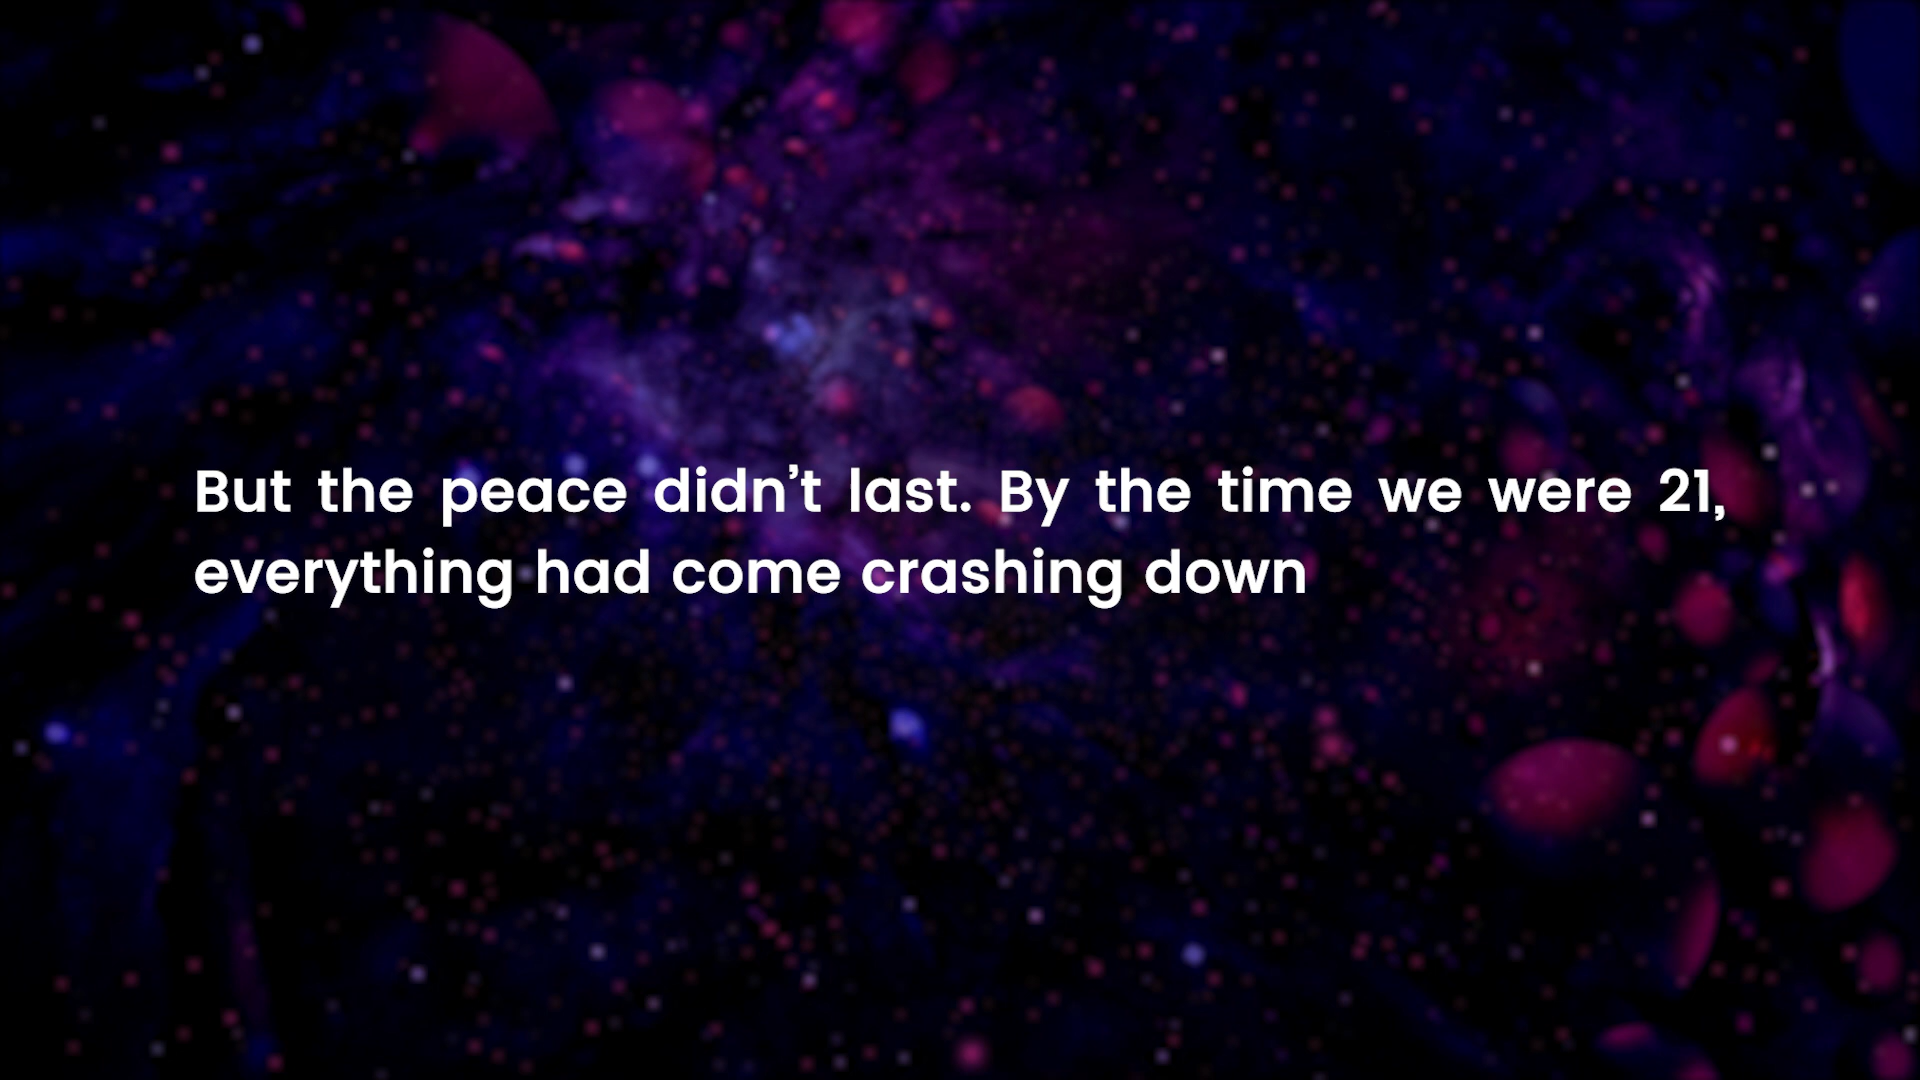 But the peace didn’t last. By the time we were 21,
everything had come crashing down